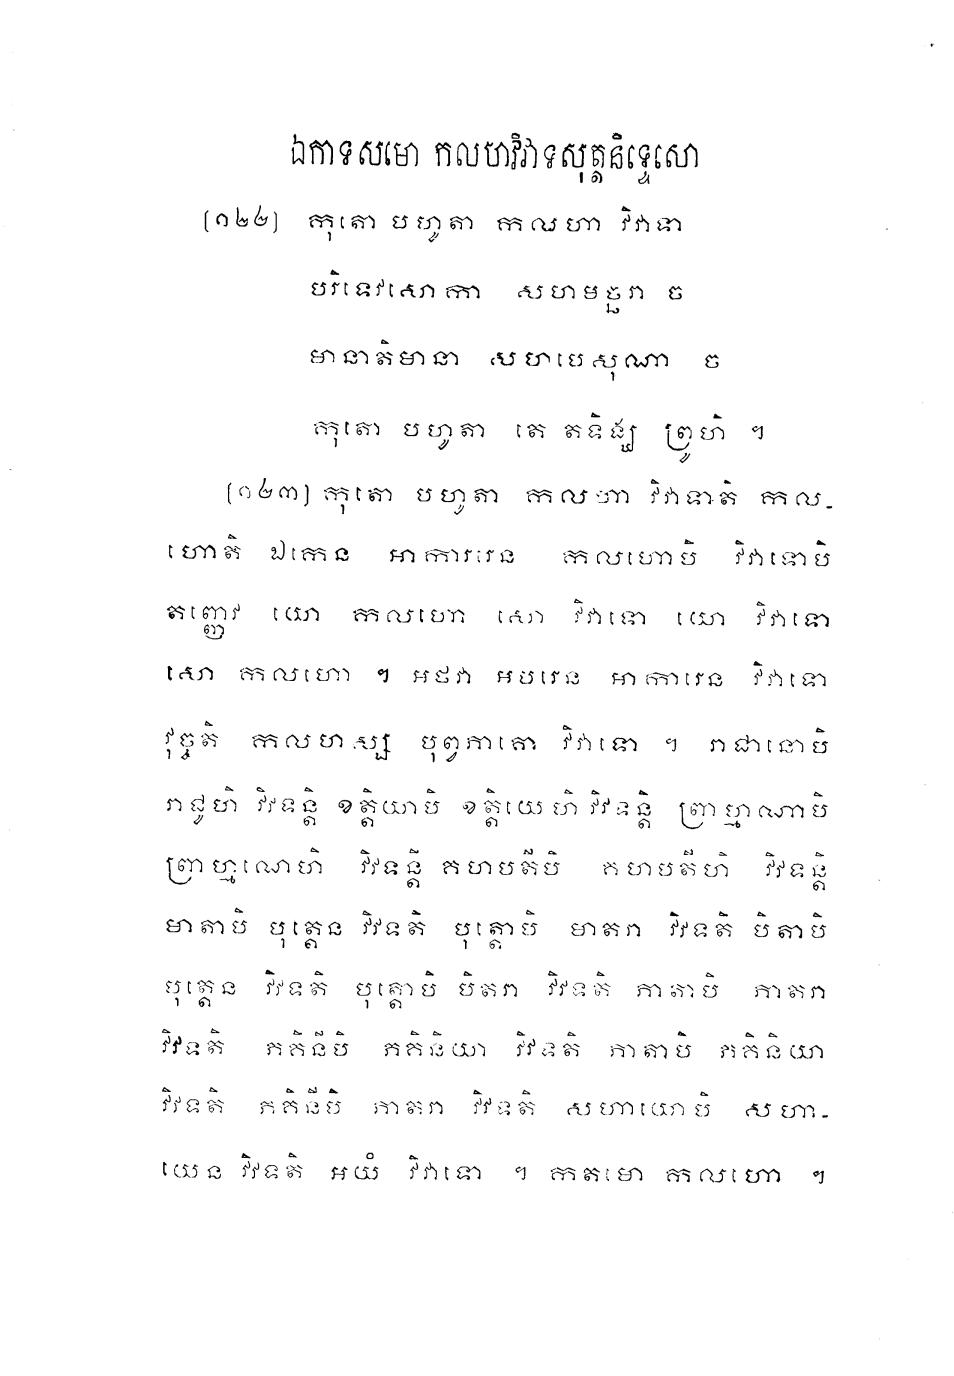 ឯកាទសមោ កលហវិវាទសុត្តនិទ្ទេសោ
(១៤៤) កុតោ បហូតា កលហា វិវាទា
បរិទេវសោកា សហមច្ឆរា ច
មានាតិមានា សហបេសុណា ច
កុតោ បហូតា តេ តទិង្ឃ ព្រូហិ ។
(១៤៣) កុតោ បហូតា កលហា វិវាទាតិ កល-
ហោតិ ឯកេន អាការរេន កលហោបិ វិវាទោបិ
តញ្ញេវ យោ កលហោ សោ វិវាទោ យោ វិវាទោ
សោ កលហោ ។ អថវា អបរេន អាការេន វិវាទោ
វុច្ចតិ កលហស្ស បុព្វភាគោ វិវាទោ ។ រាជានោបិ
រាជូហិ វិវទន្តិ ខត្តិយាបិ ខត្តិយេហិ វិវទន្តិ ព្រាហ្មណាបិ
ព្រាហ្មណេហិ វិវទន្តិ គហបតីបិ គហបតីហិ វិវទន្តិ
មាតាបិ បុត្តេន វិវទតិ បុត្តោបិ មាតរា វិវទតិ បិតាបិ
បុត្តេន វិវទតិ បុត្តោបិ បិតរា វិវទតិ ភាតាបិ ភាតរា
វិវទតិ ភគិនីបិ ភគិនិយា វិវទតិ ភាតាបិ ភគិនិយា
វិវទតិ ភគិនីបិ ភាតរា វិវទតិ សហាយោបិ សហា-
យេន វិវទតិ អយំ វិវាទោ ។ កតមោ កលហោ ។